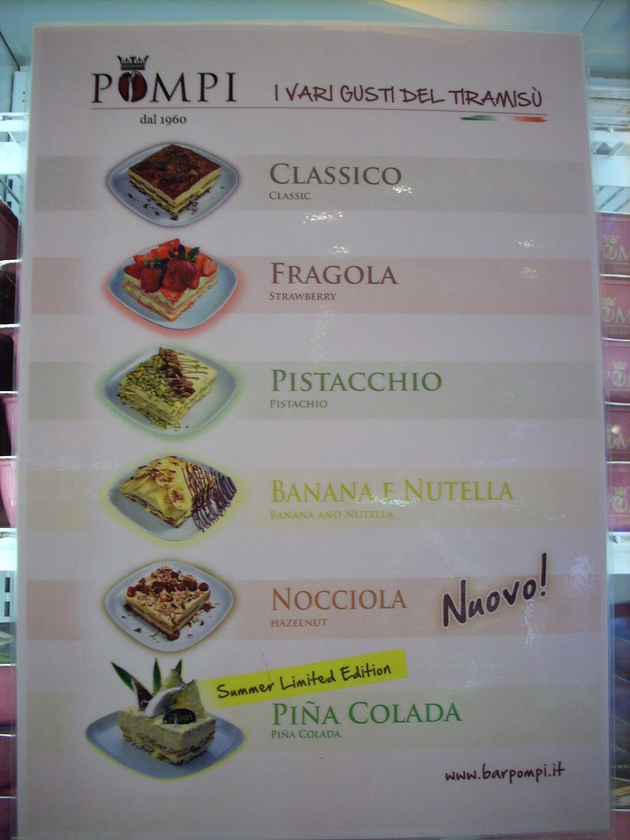 POMPI
dal 1960
I VARI GUSTI DEL TIRAMISÙ
CLASSICO
CLASSIC
FRAGOLA
STRAWBERRY
PISTACCHIO
PISTACHIO
BANANA E NUTELLA
BANANA AND NUTELLA
NOCCIOLA
HAZELNUT
Nuovo!
Summer Limited Edition
PIÑA COLADA
PIÑA COLADA
www.barpompi.it